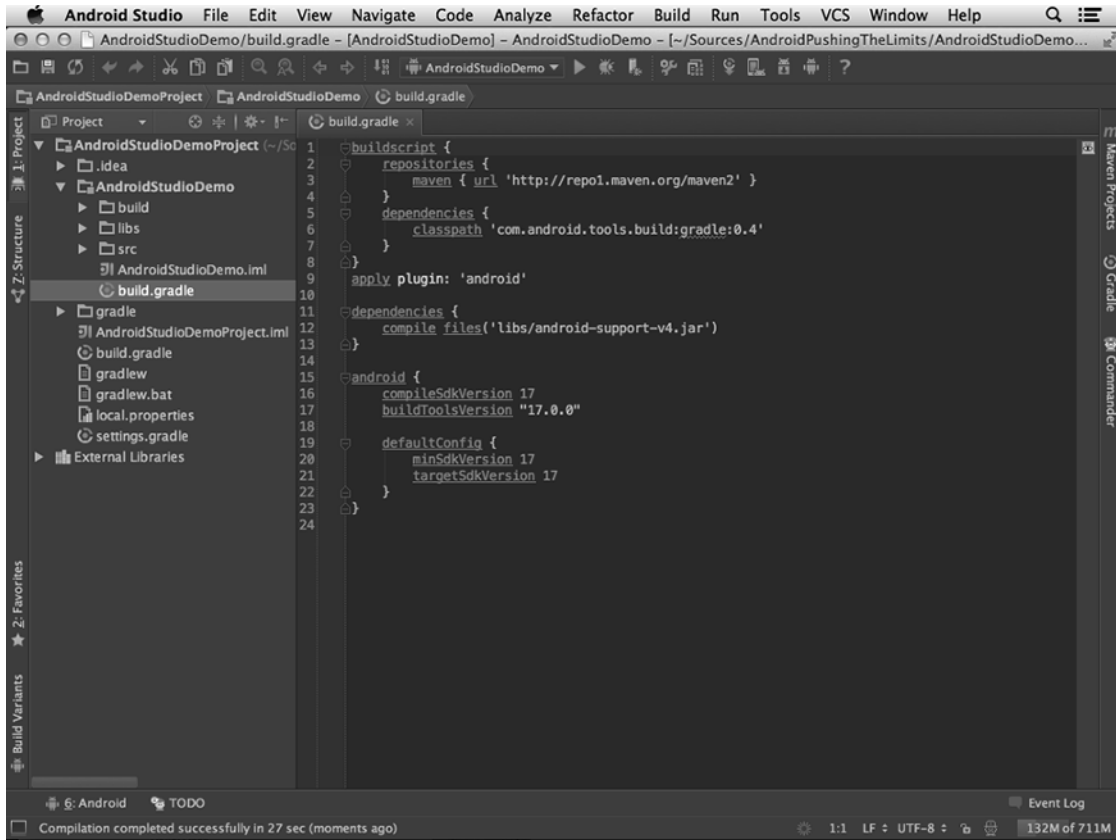 Android Studio File Edit View Navigate Code Analyze Refactor Build Run Tools VCS Window Help
AndroidStudioDemo/build.gradle – [AndroidStudioDemo] – AndroidStudioDemo – [~/Sources/AndroidPushingTheLimits/AndroidStudioDemo...
AndroidStudioDemo
AndroidStudioDemoProject AndroidStudioDemo build.gradle
1: Project
Z: Structure
2: Favorites
Build Variants
Project
AndroidStudioDemoProject (~/So
.idea
AndroidStudioDemo
build
libs
src
AndroidStudioDemo.iml
build.gradle
gradle
AndroidStudioDemoProject.iml
build.gradle
gradlew
gradlew.bat
local.properties
settings.gradle
External Libraries
build.gradle
1 buildscript {
2 repositories {
3 maven { url 'http://repo1.maven.org/maven2' }
4 }
5 dependencies {
6 classpath 'com.android.tools.build:gradle:0.4'
7 }
8 }
9 apply plugin: 'android'
10
11 dependencies {
12 compile files('libs/android-support-v4.jar')
13 }
14
15 android {
16 compileSdkVersion 17
17 buildToolsVersion "17.0.0"
18
19 defaultConfig {
20 minSdkVersion 17
21 targetSdkVersion 17
22 }
23 }
24
m Maven Projects
Gradle
Commander
6: Android TODO Event Log
Compilation completed successfully in 27 sec (moments ago) 1:1 LF UTF-8 132M of 711M